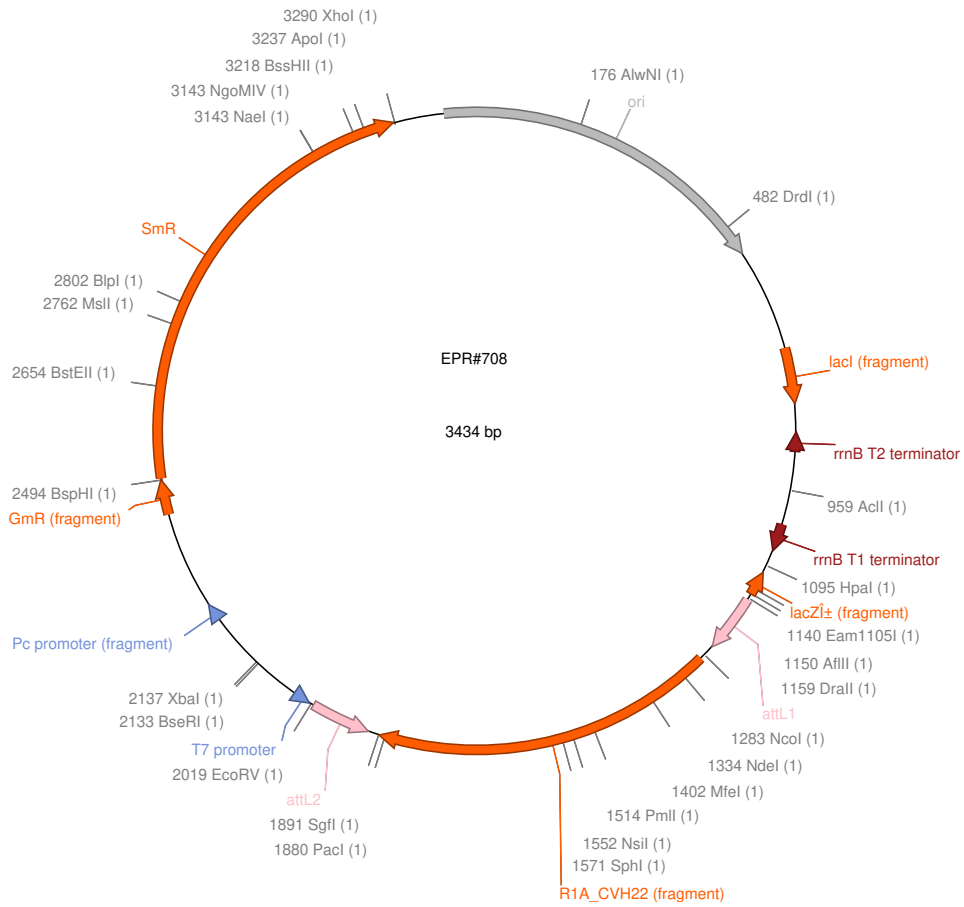 3290 XhoI (1)
3237 ApoI (1)
3218 BssHII (1)
3143 NgoMIV (1)
3143 NaeI (1)
176 AlwNI (1)
ori
482 DrdI (1)
SmR
2802 BlpI (1)
2762 MslI (1)
2654 BstEII (1)
EPR#708
3434 bp
lacI (fragment)
rrnB T2 terminator
2494 BspHI (1)
GmR (fragment)
959 AclI (1)
rrnB T1 terminator
1095 HpaI (1)
lacZÎ± (fragment)
1140 Eam1105I (1)
1150 AflIII (1)
1159 DraII (1)
attL1
1283 NcoI (1)
1334 NdeI (1)
1402 MfeI (1)
1514 PmlI (1)
1552 NsiI (1)
1571 SphI (1)
R1A_CVH22 (fragment)
Pc promoter (fragment)
2137 XbaI (1)
2133 BseRI (1)
T7 promoter
2019 EcoRV (1)
attL2
1891 SgfI (1)
1880 PacI (1)